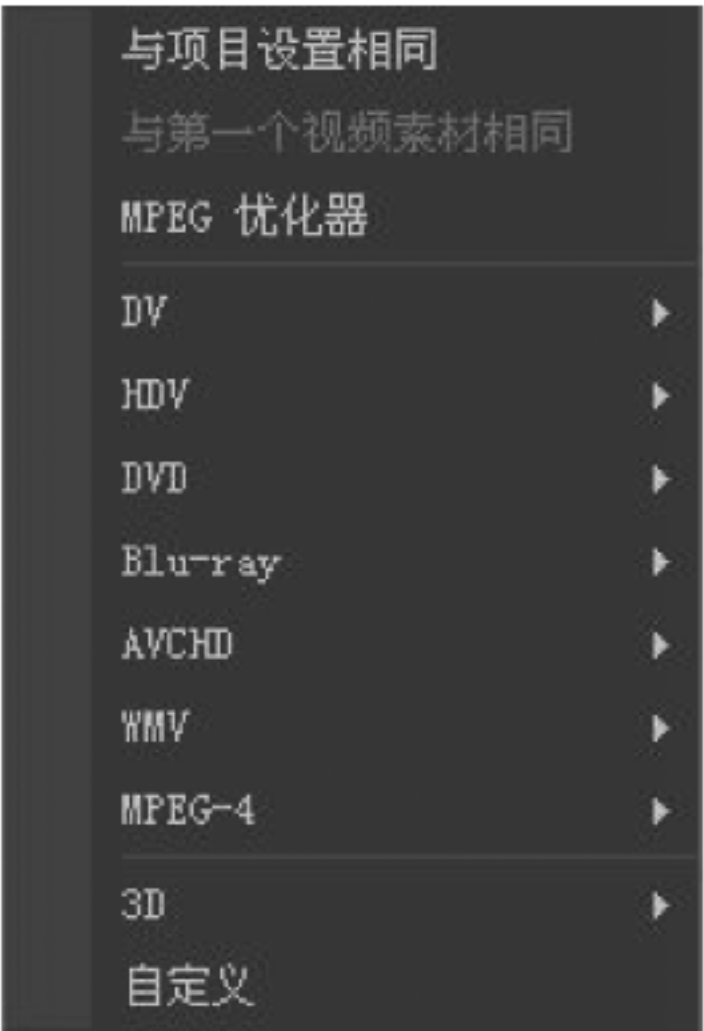 与项目设置相同
与第一个视频素材相同
MPEG 优化器
DV
HDV
DVD
Blu-ray
AVCHD
WMV
MPEG-4
3D
自定义